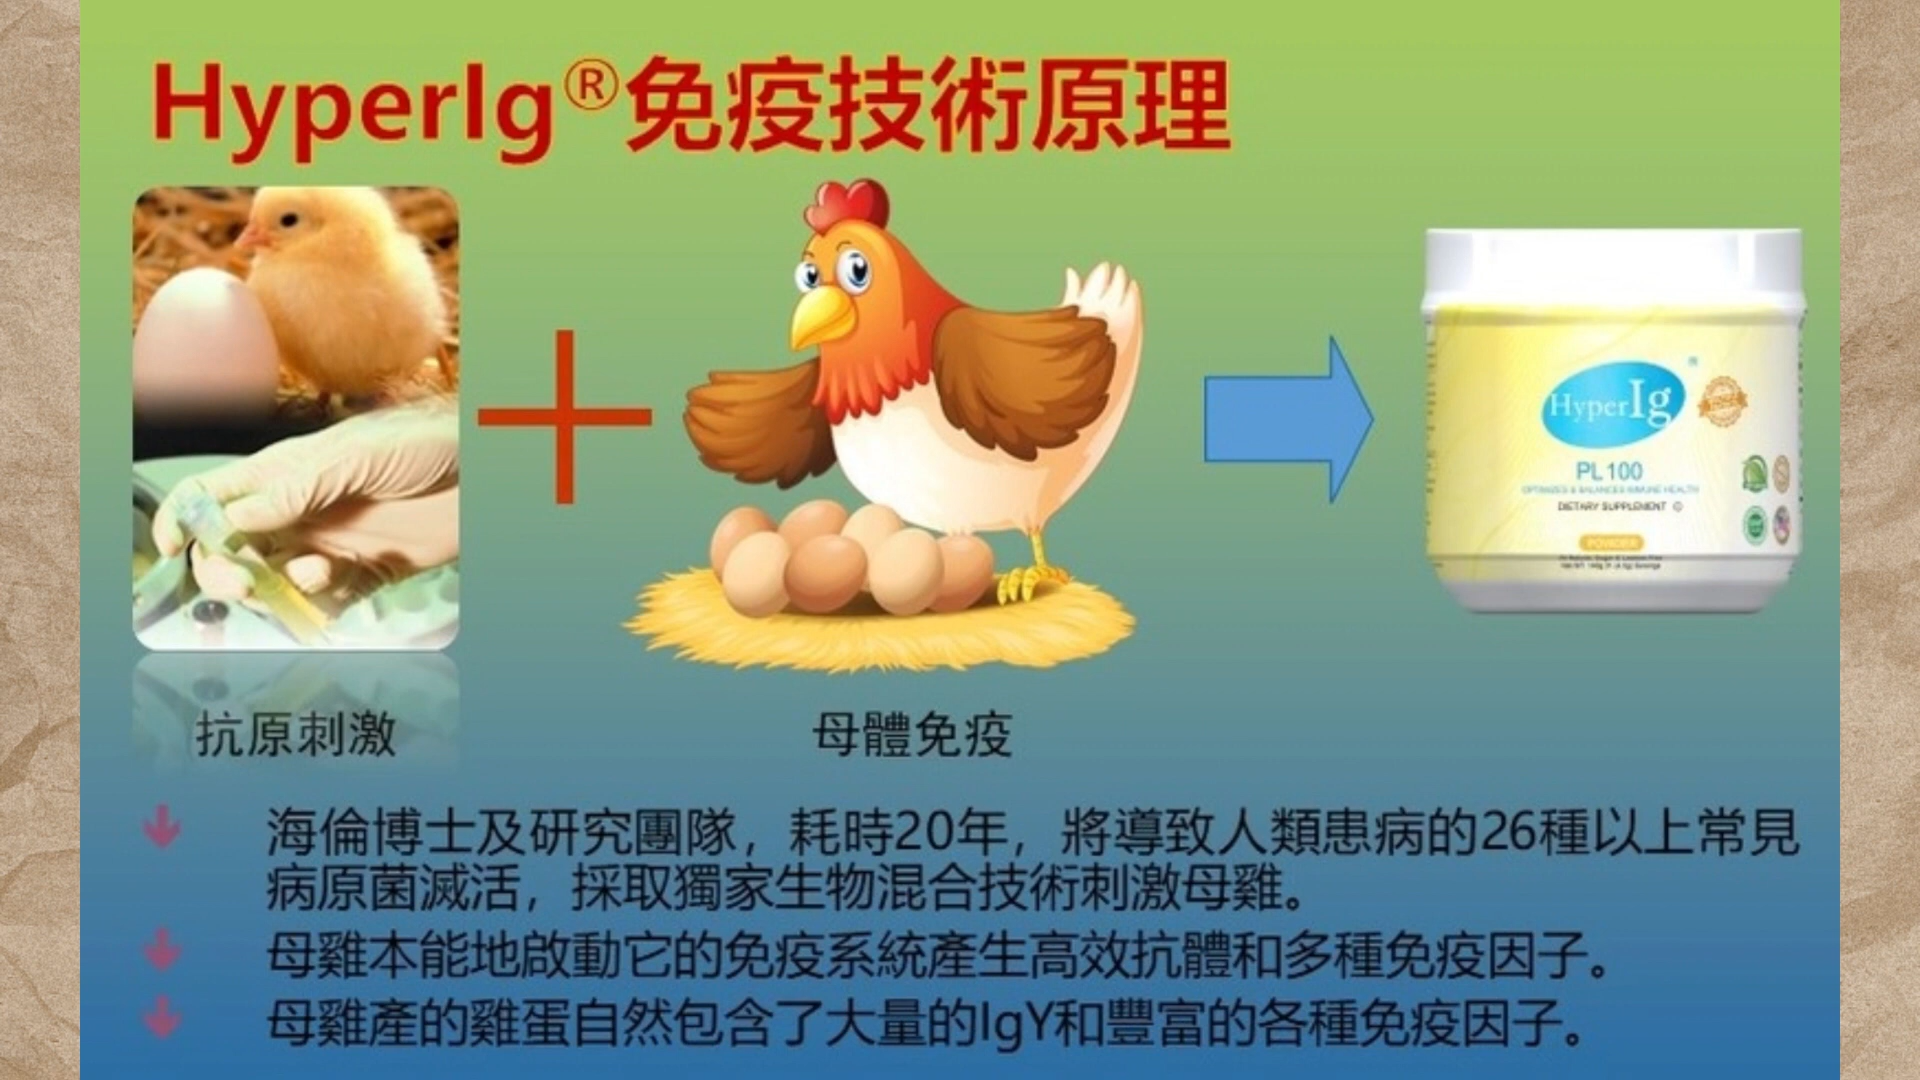 HyperIg®免疫技術原理
HyperIg
PL 100
OPTIMIZES & BALANCES IMMUNE HEALTH
DIETARY SUPPLEMENT
POWDER
抗原刺激
母體免疫
海倫博士及研究團隊，耗時20年，將導致人類患病的26種以上常見
病原菌滅活，採取獨家生物混合技術刺激母雞。
母雞本能地啟動它的免疫系統產生高效抗體和多種免疫因子。
母雞產的雞蛋自然包含了大量的IgY和豐富的各種免疫因子。